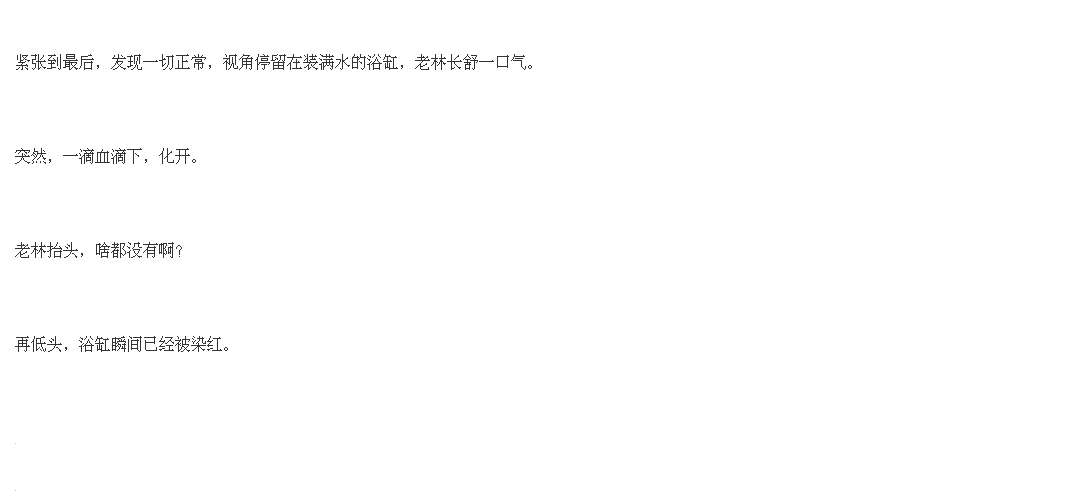 紧张到最后，发现一切正常，视角停留在装满水的浴缸，老林长舒一口气。
突然，一滴血滴下，化开。
老林抬头，啥都没有啊？
再低头，浴缸瞬间已经被染红。
.
.